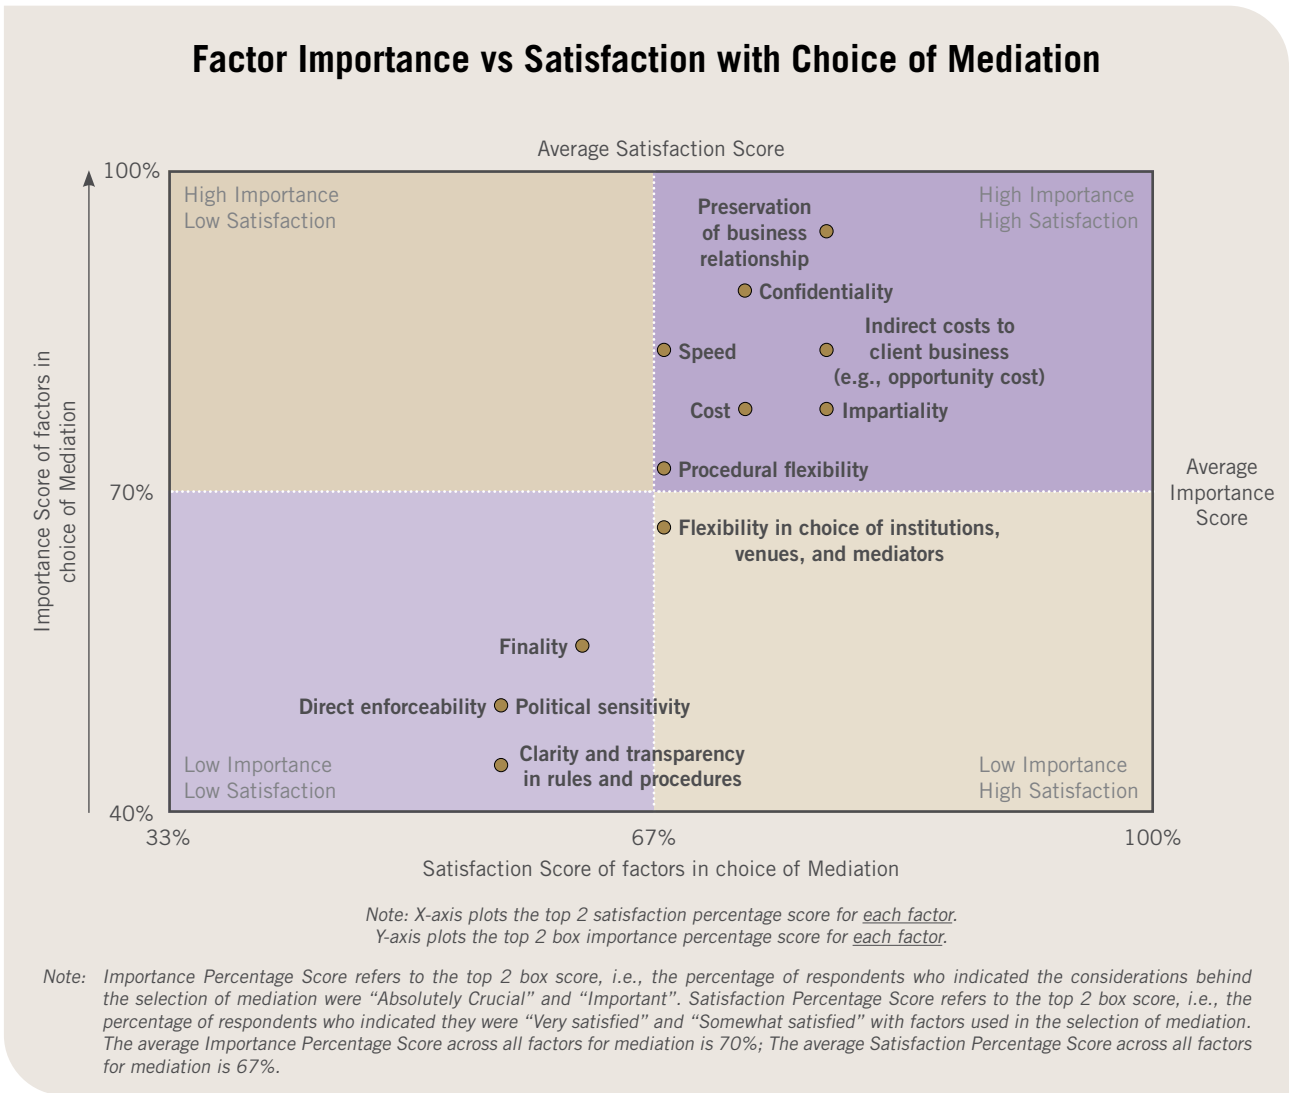 Factor Importance vs Satisfaction with Choice of Mediation
Average Satisfaction Score
100%
High Importance
Low Satisfaction
High Importance
High Satisfaction
Preservation
of business
relationship
Confidentiality
Indirect costs to
client business
(e.g., opportunity cost)
Speed
Cost
Impartiality
Procedural flexibility
Importance Score of factors in
choice of Mediation
70%
Average
Importance
Score
Flexibility in choice of institutions,
venues, and mediators
Finality
Direct enforceability
Political sensitivity
Clarity and transparency
in rules and procedures
Low Importance
Low Satisfaction
Low Importance
High Satisfaction
40%
33%
67%
100%
Satisfaction Score of factors in choice of Mediation
Note: X-axis plots the top 2 satisfaction percentage score for each factor.
Y-axis plots the top 2 box importance percentage score for each factor.
Note: Importance Percentage Score refers to the top 2 box score, i.e., the percentage of respondents who indicated the considerations behind
the selection of mediation were “Absolutely Crucial” and “Important”. Satisfaction Percentage Score refers to the top 2 box score, i.e., the
percentage of respondents who indicated they were “Very satisfied” and “Somewhat satisfied” with factors used in the selection of mediation.
The average Importance Percentage Score across all factors for mediation is 70%; The average Satisfaction Percentage Score across all factors
for mediation is 67%.